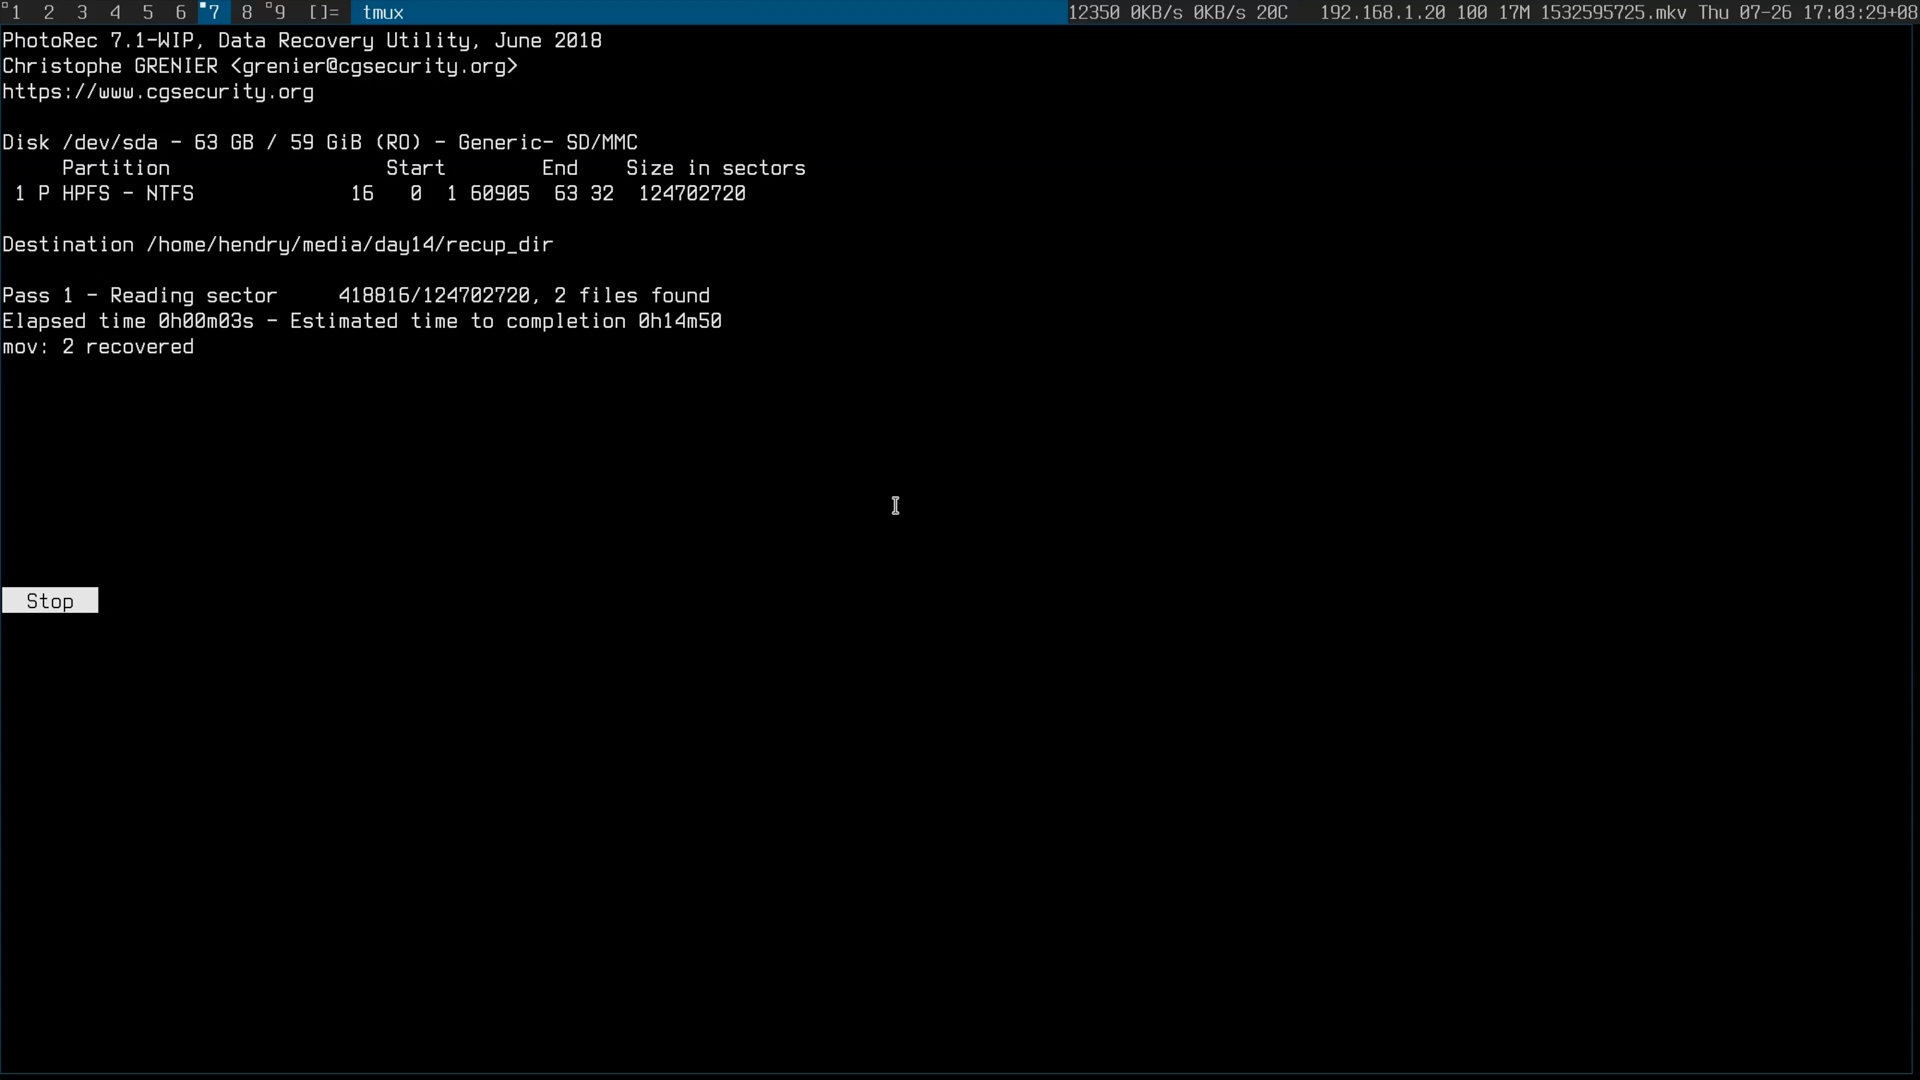 1 2 3 4 5 6 7 8 9 []= tmux 12350 0KB/s 0KB/s 20C 192.168.1.20 100 17M 1532595725.mkv Thu 07-26 17:03:29+08
PhotoRec 7.1-WIP, Data Recovery Utility, June 2018
Christophe GRENIER <grenier@cgsecurity.org>
https://www.cgsecurity.org
Disk /dev/sda - 63 GB / 59 GiB (RO) - Generic- SD/MMC
Partition Start End Size in sectors
1 P HPFS - NTFS 16 0 1 60905 63 32 124702720
Destination /home/hendry/media/day14/recup_dir
Pass 1 - Reading sector 418816/124702720, 2 files found
Elapsed time 0h00m03s - Estimated time to completion 0h14m50
mov: 2 recovered
Stop